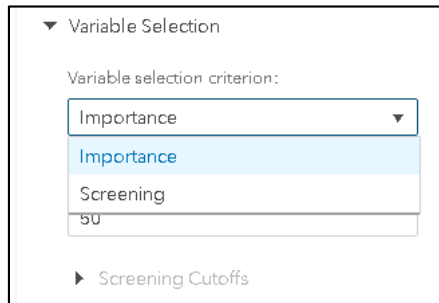 Variable Selection
Variable selection criterion:
Importance
Importance
Screening
50
Screening Cutoffs